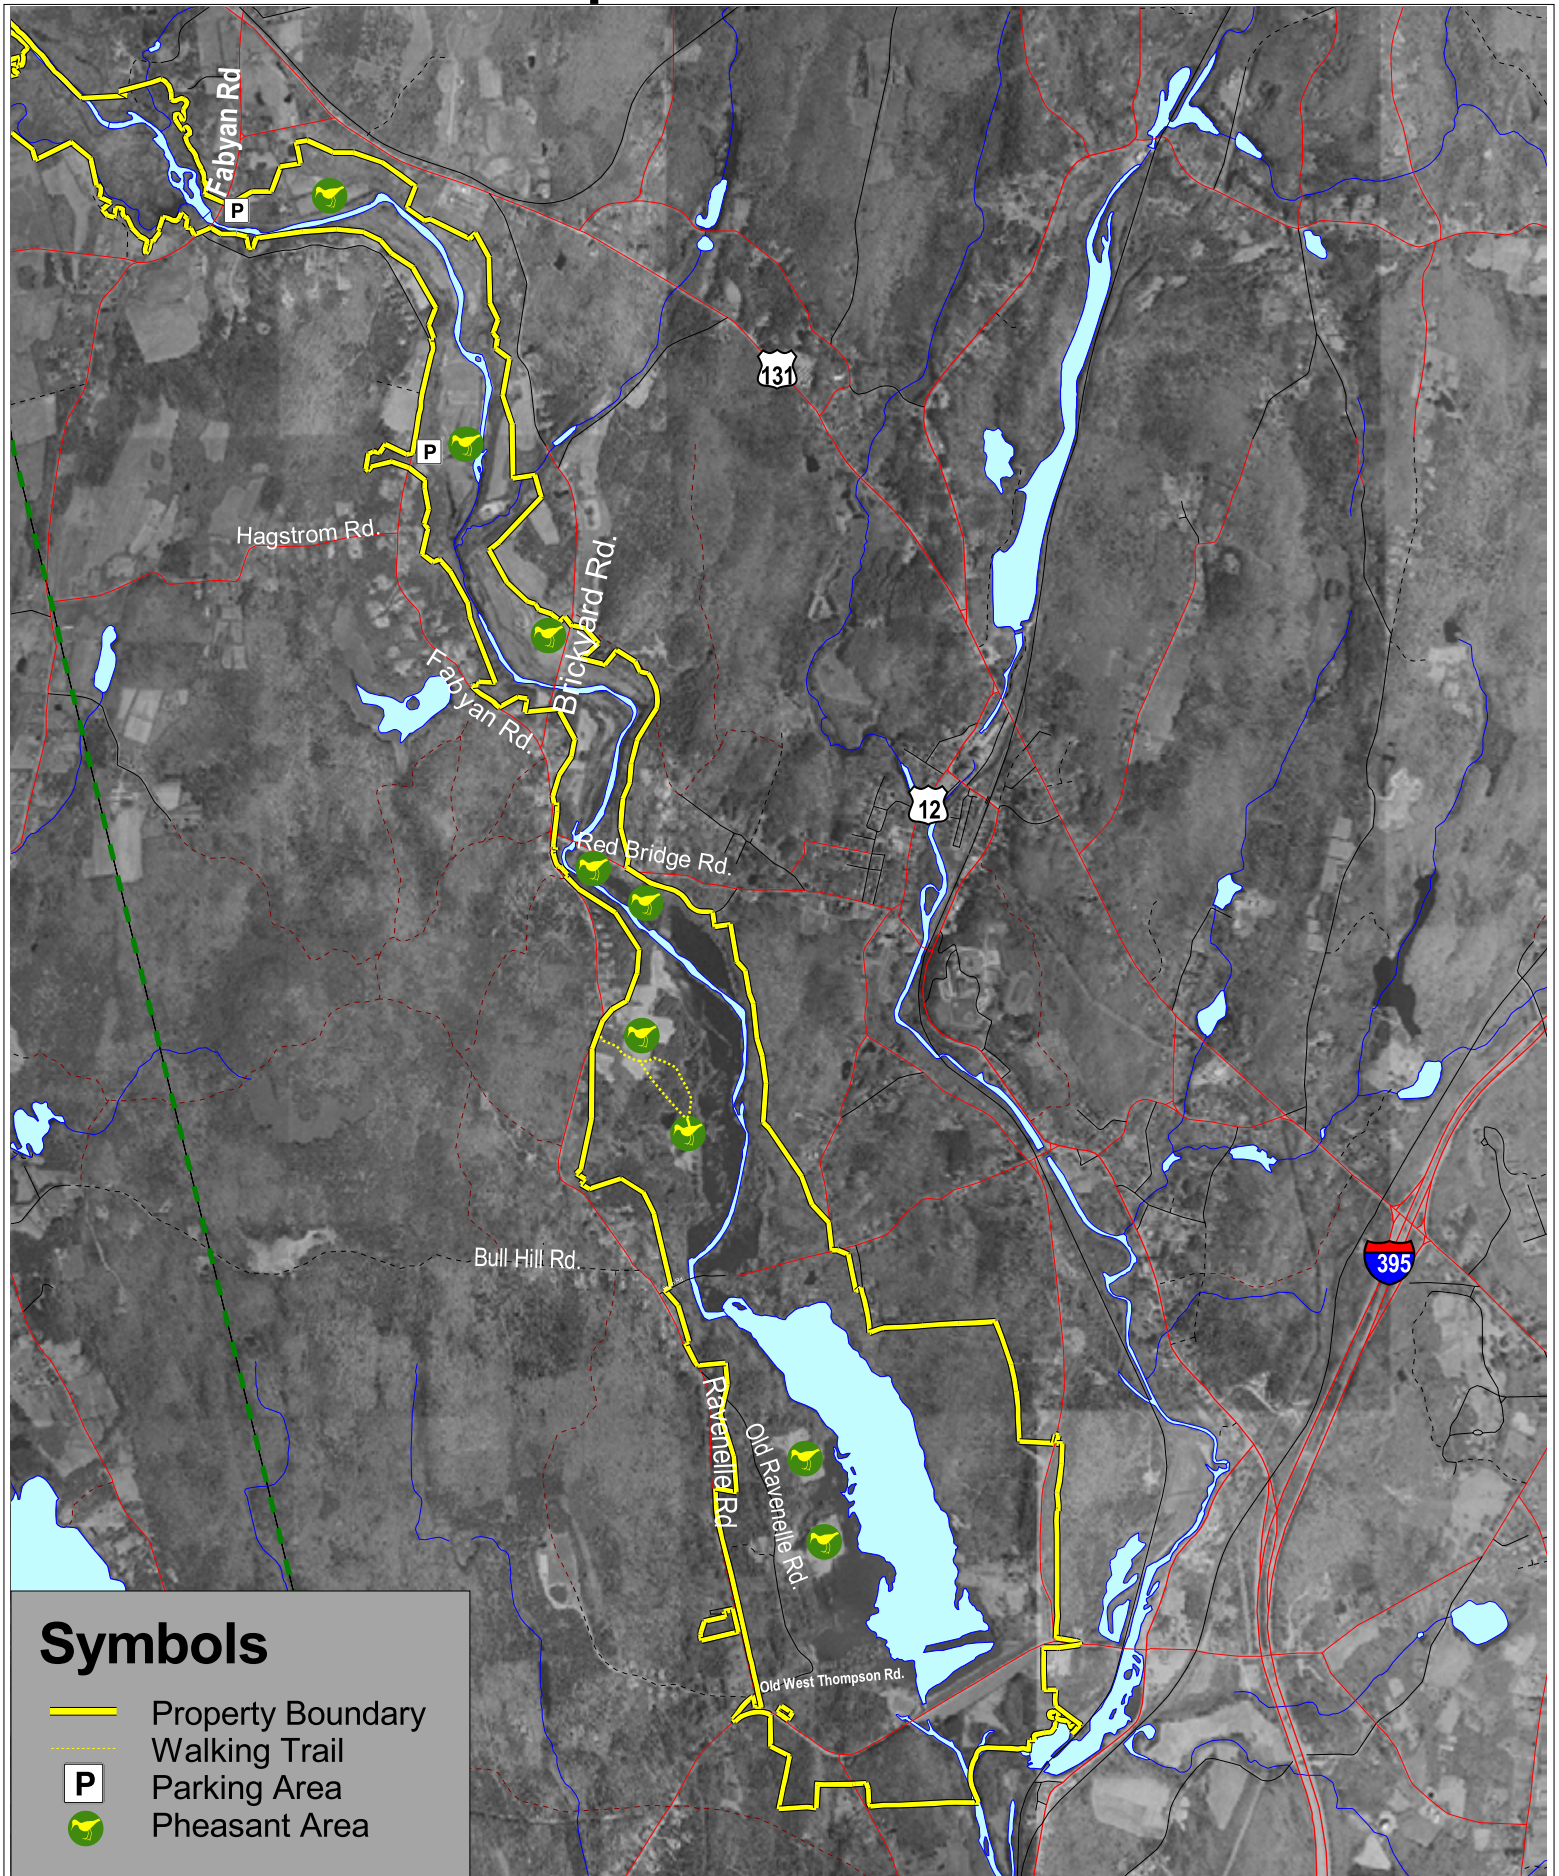 Fabyan Rd
P
131
P
Hagstrom Rd.
Brickyard Rd.
Fabyan Rd.
12
Red Bridge Rd.
Bull Hill Rd.
395
Ravenelle Rd
Old Ravenelle Rd.
Old West Thompson Rd.
Symbols
Property Boundary
Walking Trail
P Parking Area
Pheasant Area